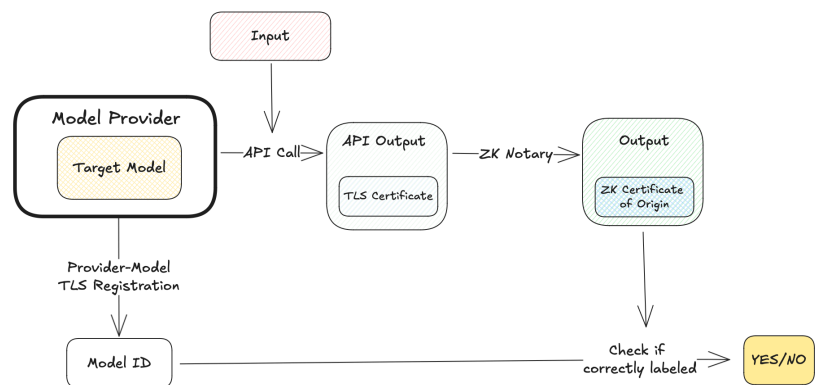 Input
Model Provider
Target Model
API Call
API Output
TLS Certificate
ZK Notary
Output
ZK Certificate
of Origin
Provider-Model
TLS Registration
Model ID
Check if
correctly labeled
YES/NO